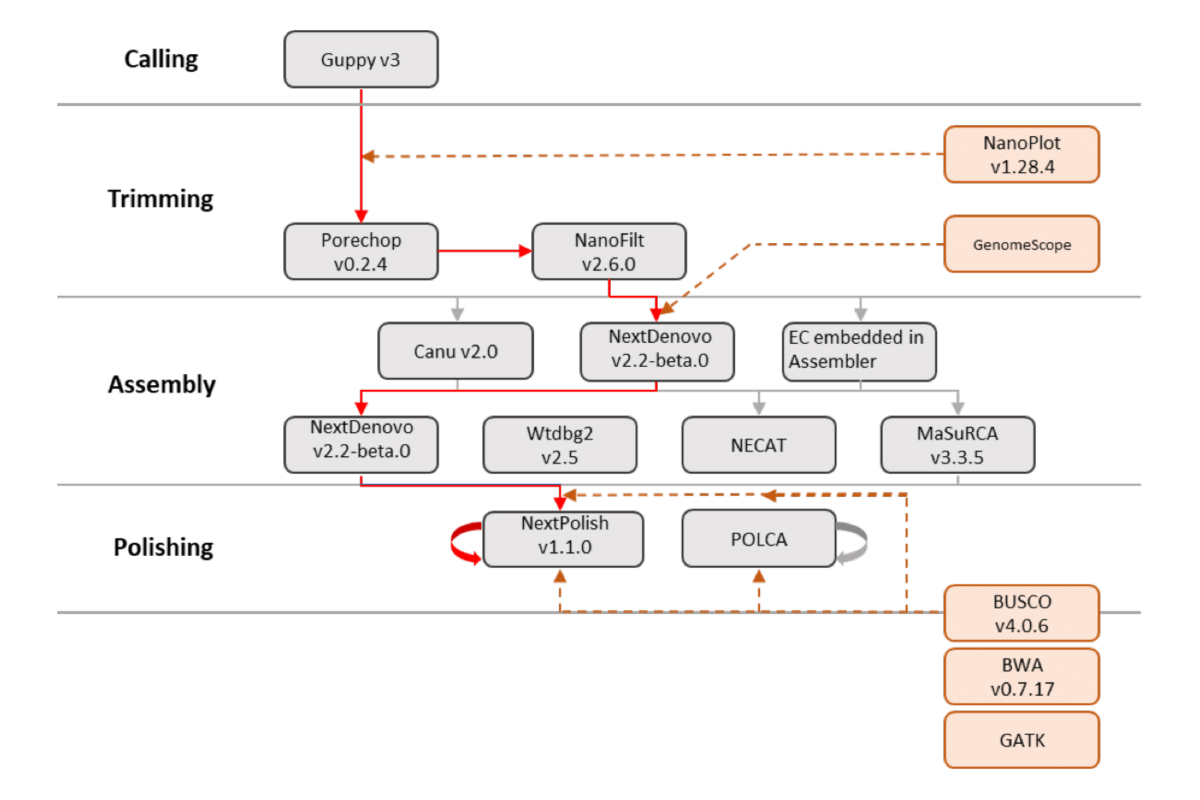 Calling
Guppy v3
Trimming
NanoPlot
v1.28.4
Porechop
v0.2.4
NanoFilt
v2.6.0
GenomeScope
Assembly
Canu v2.0
NextDenovo
v2.2-beta.0
EC embedded in
Assembler
NextDenovo
v2.2-beta.0
Wtdbg2
v2.5
NECAT
MaSuRCA
v3.3.5
Polishing
NextPolish
v1.1.0
POLCA
BUSCO
v4.0.6
BWA
v0.7.17
GATK